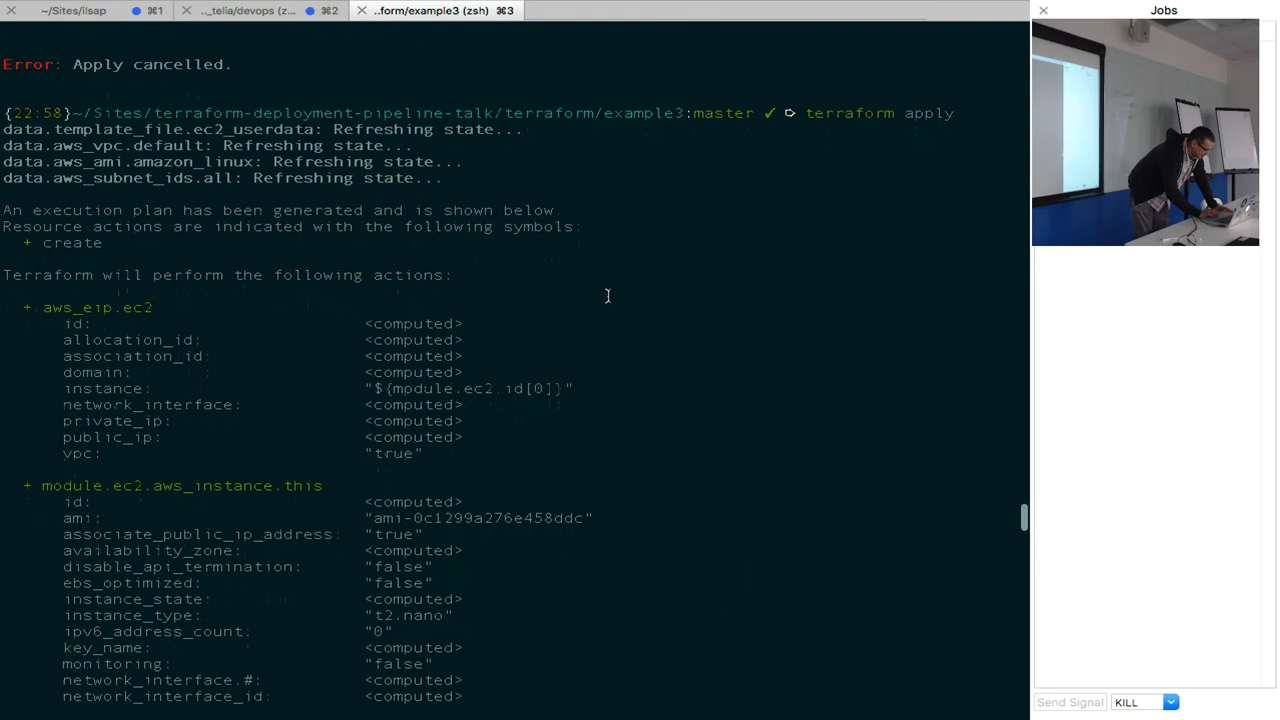 ~/Sites/ilsap ⌘1
.._telia/devops (z... ⌘2
..form/example3 (zsh) ⌘3
Jobs
Error: Apply cancelled.
{22:58}~/Sites/terraform-deployment-pipeline-talk/terraform/example3:master ✓ ➪ terraform apply
data.template_file.ec2_userdata: Refreshing state...
data.aws_vpc.default: Refreshing state...
data.aws_ami.amazon_linux: Refreshing state...
data.aws_subnet_ids.all: Refreshing state...
An execution plan has been generated and is shown below.
Resource actions are indicated with the following symbols:
+ create
Terraform will perform the following actions:
+ aws_eip.ec2
id: <computed>
allocation_id: <computed>
association_id: <computed>
domain: <computed>
instance: "${module.ec2.id[0]}"
network_interface: <computed>
private_ip: <computed>
public_ip: <computed>
vpc: "true"
+ module.ec2.aws_instance.this
id: <computed>
ami: "ami-0c1299a276e458ddc"
associate_public_ip_address: "true"
availability_zone: <computed>
disable_api_termination: "false"
ebs_optimized: "false"
instance_state: <computed>
instance_type: "t2.nano"
ipv6_address_count: "0"
key_name: <computed>
monitoring: "false"
network_interface.#: <computed>
network_interface_id: <computed>
Send Signal KILL